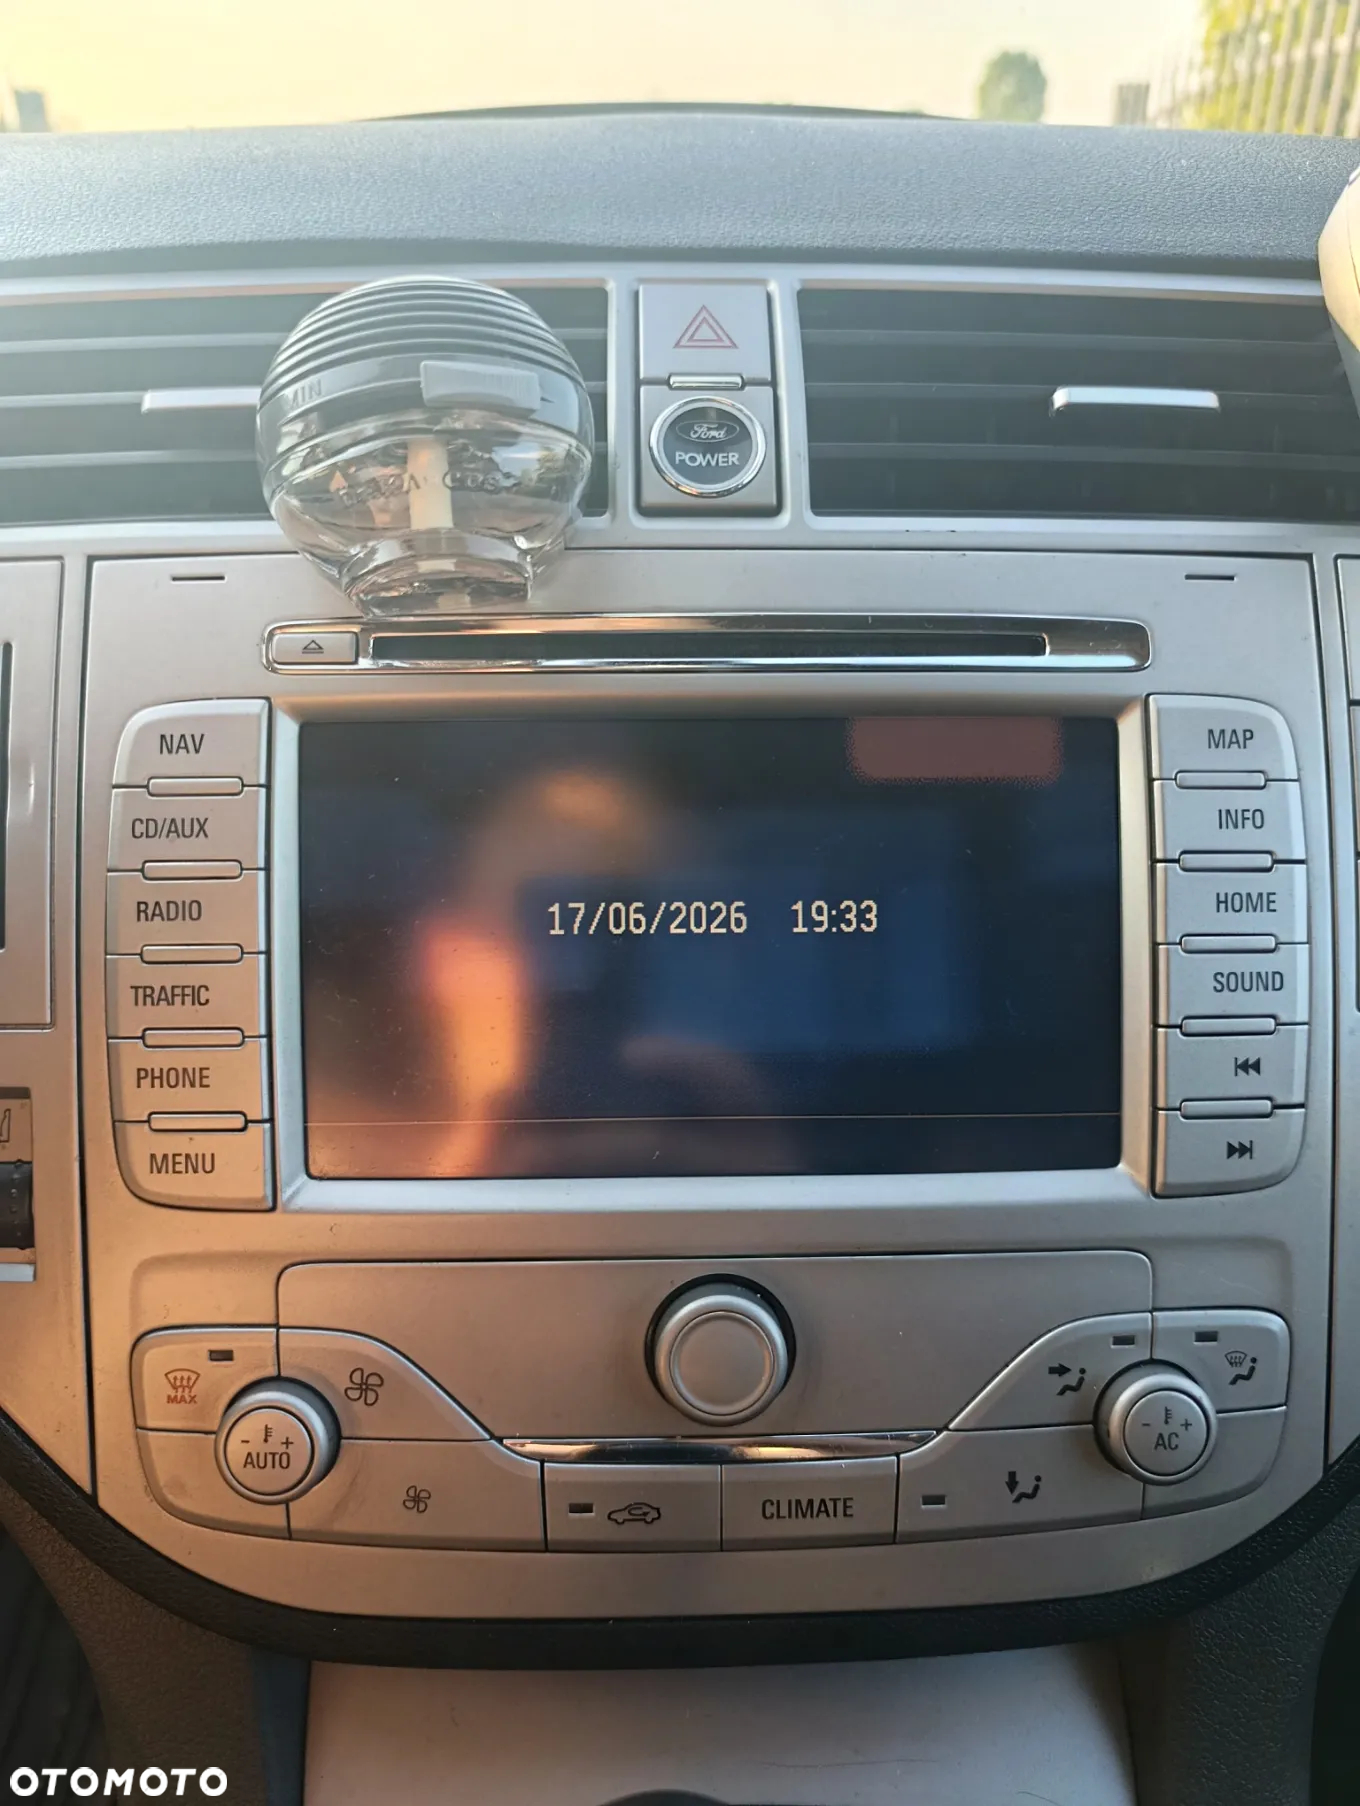 MIN
Ford
POWER
NAV
CD/AUX
RADIO
TRAFFIC
PHONE
MENU
17/06/2026 19:33
MAP
INFO
HOME
SOUND
MAX
- +
AUTO
CLIMATE
- +
AC
OTOMOTO